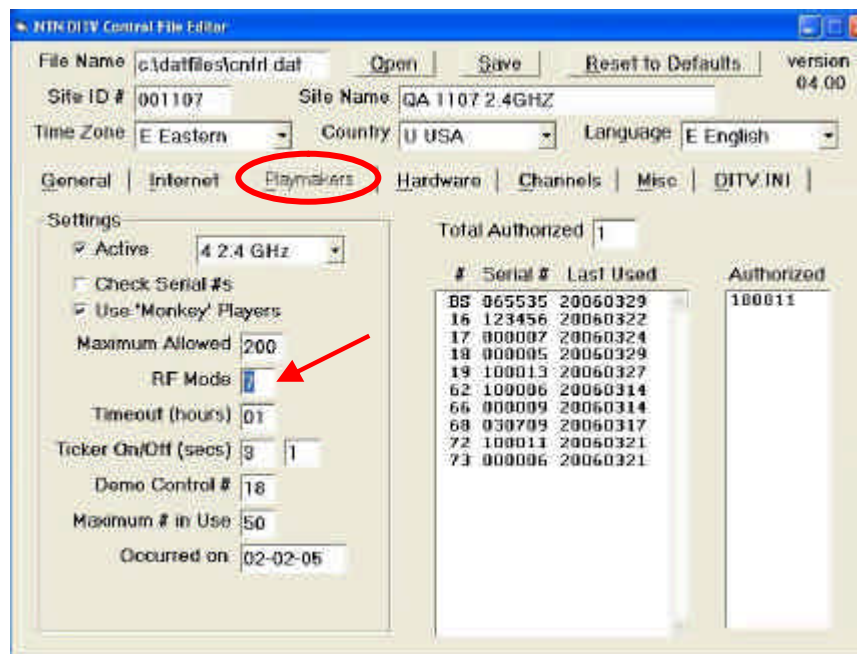 NTN DITV Control File Editor
File Name c:\datfiles\cntrl.dat Open Save Reset to Defaults version 04.00
Site ID # 001107 Site Name QA 1107 2.4GHZ
Time Zone E Eastern Country U USA Language E English
General Internet Playmakers Hardware Channels Misc DITV.INI
Settings
Active 4 2.4 GHz
Check Serial #s
Use 'Monkey' Players
Maximum Allowed 200
RF Mode 7
Timeout (hours) 01
Ticker On/Off (secs) 3 1
Demo Control # 18
Maximum # in Use 50
Occurred on 02-02-05
Total Authorized 1
# Serial # Last Used
BS 065535 20060329
16 123456 20060322
17 000007 20060324
18 000005 20060329
19 100013 20060327
62 100006 20060314
66 000009 20060314
68 030709 20060317
72 100011 20060321
73 000006 20060321
Authorized
100011